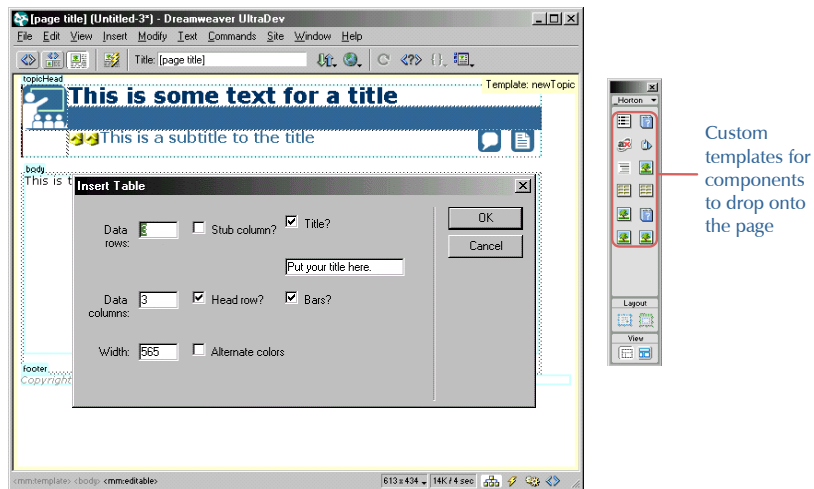 [page title] (Untitled-3*) - Dreamweaver UltraDev
File Edit View Insert Modify Text Commands Site Window Help
Title: [page title]
topicHead
Template: newTopic
This is some text for a title
This is a subtitle to the title
body
This is t
Insert Table
Data rows:
Stub column?
Title?
OK
Cancel
Put your title here.
Data columns:
3
Head row?
Bars?
Width:
565
Alternate colors
footer
Copyright
<mm:template> <body> <mm:editable>
613 x 434
14K / 4 sec
_Horton
Layout
View
Custom
templates for
components
to drop onto
the page